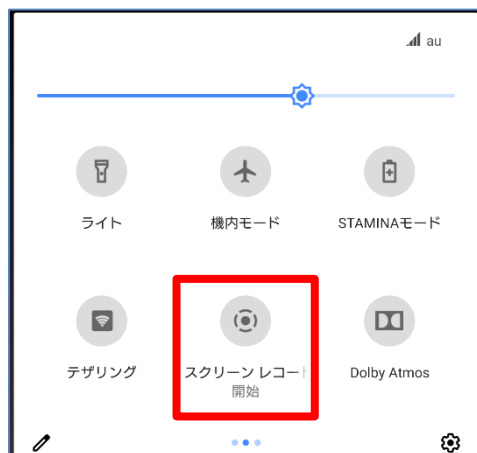 au
ライト
機内モード
STAMINAモード
テザリング
スクリーン レコー
開始
Dolby Atmos